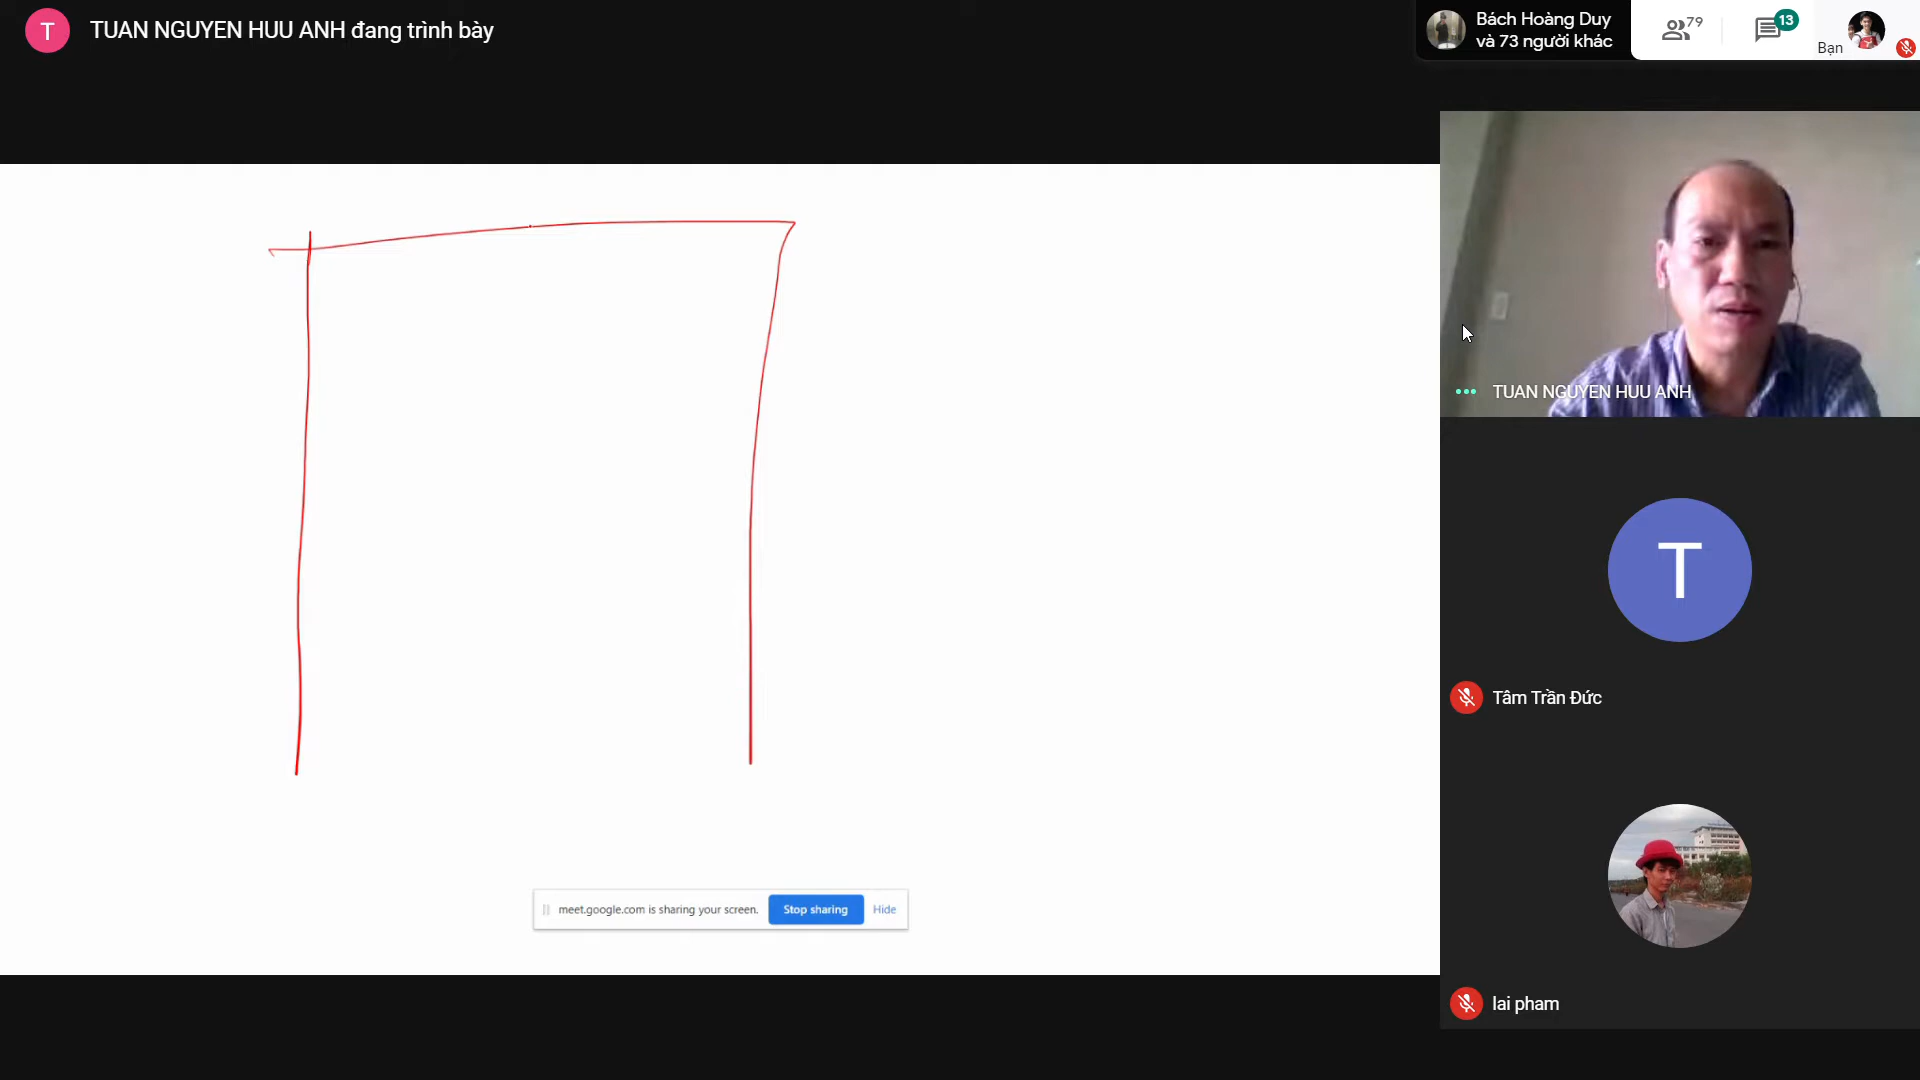 T
TUAN NGUYEN HUU ANH đang trình bày
Bách Hoàng Duy
và 73 người khác
79
13
Bạn
TUAN NGUYEN HUU ANH
T
Tâm Trần Đức
lai pham
meet.google.com is sharing your screen.
Stop sharing
Hide